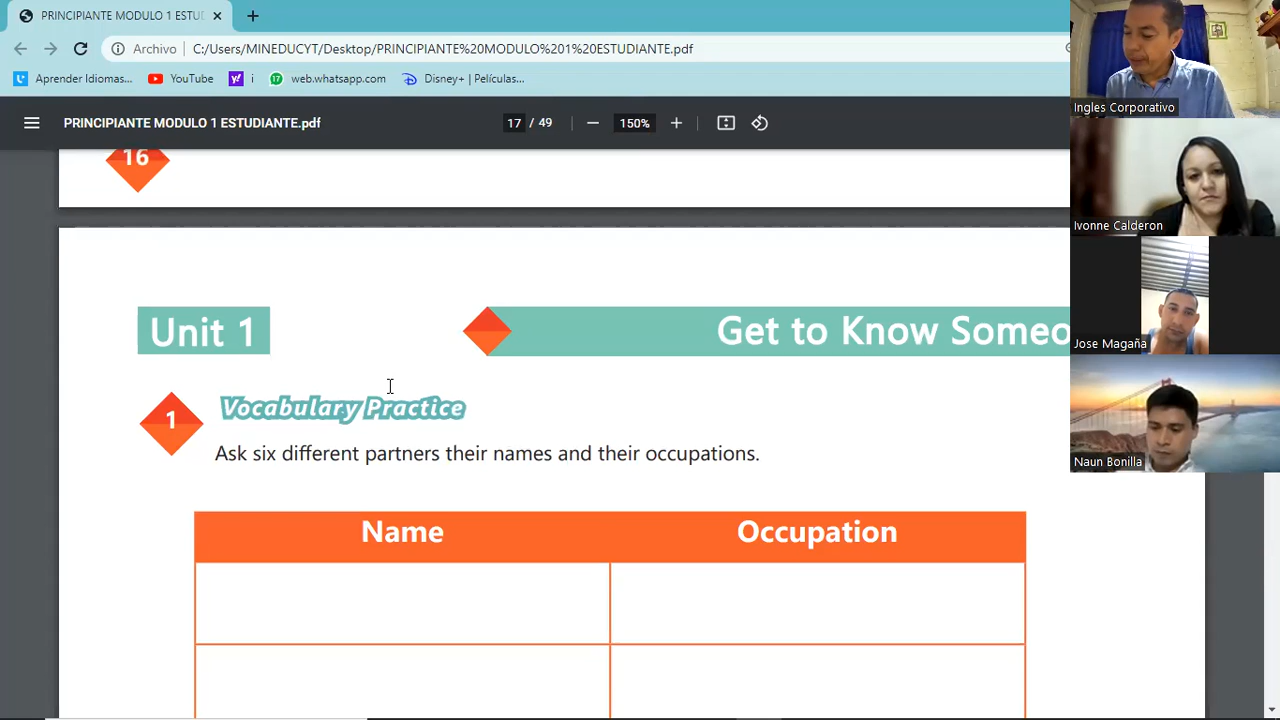 PRINCIPIANTE MODULO 1 ESTU
Archivo
C:/Users/MINEDUCYT/Desktop/PRINCIPIANTE%20MODULO%201%20ESTUDIANTE.pdf
Aprender Idiomas...
YouTube
i
web.whatsapp.com
Disney+ | Películas,...
PRINCIPIANTE MODULO 1 ESTUDIANTE.pdf
17 / 49
150%
16
Unit 1
Get to Know Someo
1
Vocabulary Practice
Ask six different partners their names and their occupations.
Name
Occupation
Ingles Corporativo
Ivonne Calderon
Jose Magaña
Naun Bonilla